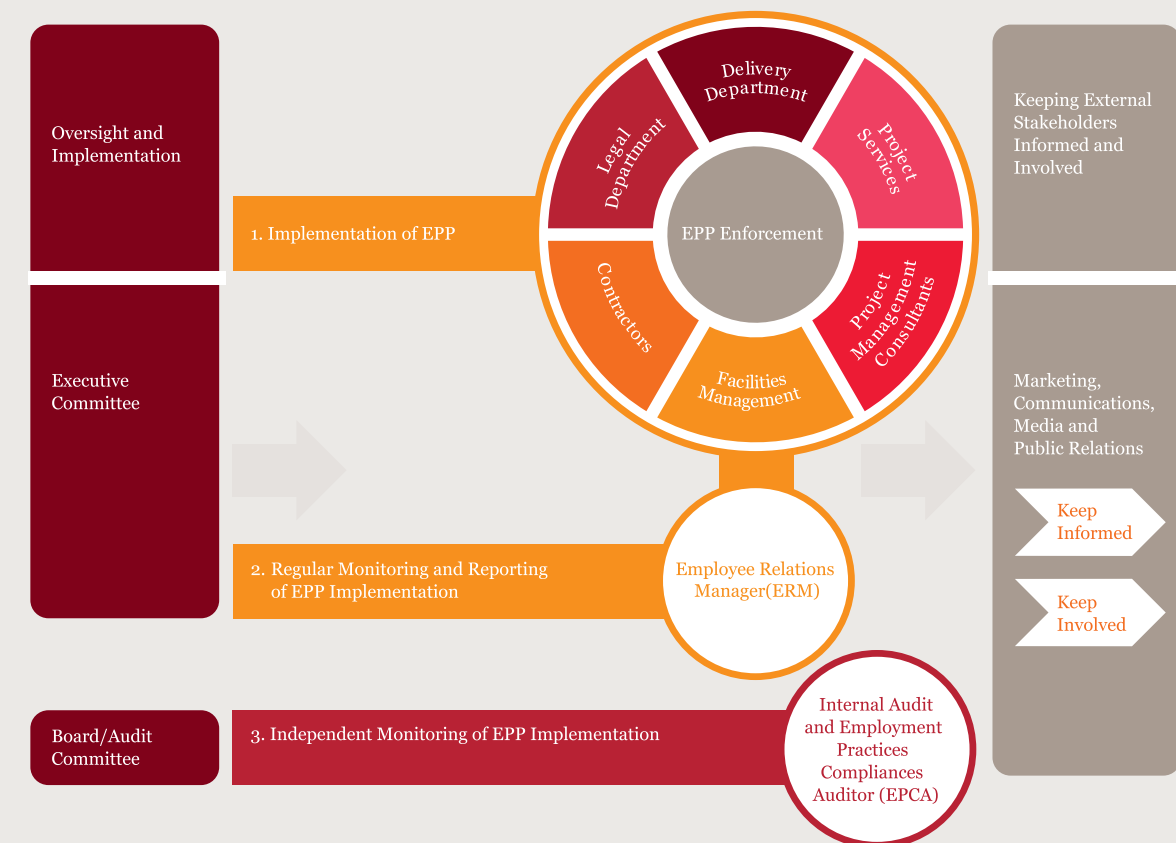 Oversight and
Implementation
Executive
Committee
Board/Audit
Committee
1. Implementation of EPP
2. Regular Monitoring and Reporting
of EPP Implementation
3. Independent Monitoring of EPP Implementation
Delivery
Department
Project
Services
Project
Management
Consultants
Facilities
Management
Contractors
Legal
Department
EPP Enforcement
Employee Relations
Manager(ERM)
Internal Audit
and Employment
Practices
Compliances
Auditor (EPCA)
Keeping External
Stakeholders
Informed and
Involved
Marketing,
Communications,
Media and
Public Relations
Keep
Informed
Keep
Involved